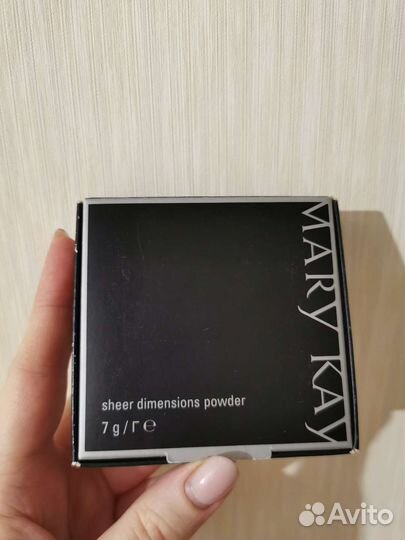 MARY KAY
sheer dimensions powder
7 g/Г ℮
Avito